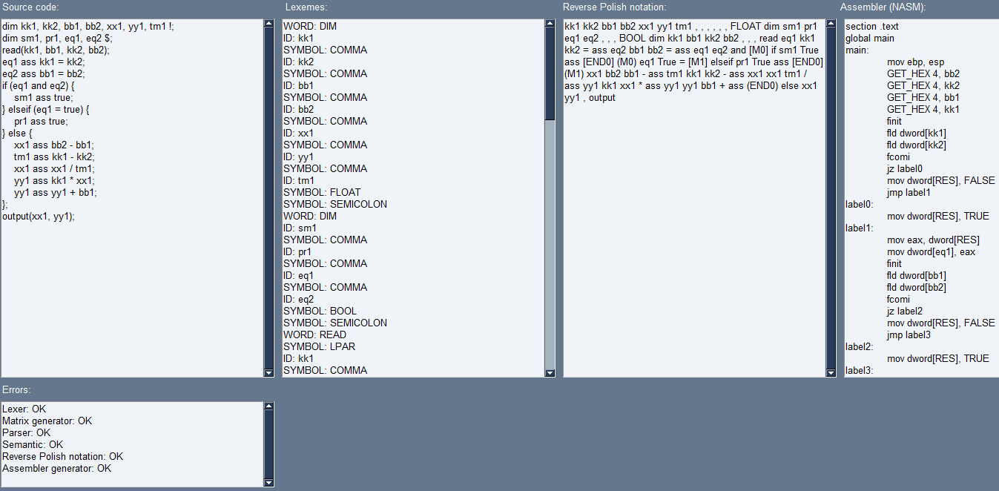 Source code:
dim kk1, kk2, bb1, bb2, xx1, yy1, tm1 !;
dim sm1, pr1, eq1, eq2 $;
read(kk1, bb1, kk2, bb2);
eq1 ass kk1 = kk2;
eq2 ass bb1 = bb2;
if (eq1 and eq2) {
sm1 ass true;
} elseif (eq1 = true) {
pr1 ass true;
} else {
xx1 ass bb2 - bb1;
tm1 ass kk1 - kk2;
xx1 ass xx1 / tm1;
yy1 ass kk1 * xx1;
yy1 ass yy1 + bb1;
};
output(xx1, yy1);
Lexemes:
WORD: DIM
ID: kk1
SYMBOL: COMMA
ID: kk2
SYMBOL: COMMA
ID: bb1
SYMBOL: COMMA
ID: bb2
SYMBOL: COMMA
ID: xx1
SYMBOL: COMMA
ID: yy1
SYMBOL: COMMA
ID: tm1
SYMBOL: FLOAT
SYMBOL: SEMICOLON
WORD: DIM
ID: sm1
SYMBOL: COMMA
ID: pr1
SYMBOL: COMMA
ID: eq1
SYMBOL: COMMA
ID: eq2
SYMBOL: BOOL
SYMBOL: SEMICOLON
WORD: READ
SYMBOL: LPAR
ID: kk1
SYMBOL: COMMA
Reverse Polish notation:
kk1 kk2 bb1 bb2 xx1 yy1 tm1 , , , , , , FLOAT dim sm1 pr1
eq1 eq2 , , , BOOL dim kk1 bb1 kk2 bb2 , , , read eq1 kk1
kk2 = ass eq2 bb1 bb2 = ass eq1 eq2 and [M0] if sm1 True
ass [END0] (M0) eq1 True = [M1] elseif pr1 True ass [END0]
(M1) xx1 bb2 bb1 - ass tm1 kk1 kk2 - ass xx1 xx1 tm1 /
ass yy1 kk1 xx1 * ass yy1 yy1 bb1 + ass (END0) else xx1
yy1 , output
Assembler (NASM):
section .text
global main
main:
mov ebp, esp
GET_HEX 4, bb2
GET_HEX 4, kk2
GET_HEX 4, bb1
GET_HEX 4, kk1
finit
fld dword[kk1]
fld dword[kk2]
fcomi
jz label0
mov dword[RES], FALSE
jmp label1
label0:
mov dword[RES], TRUE
label1:
mov eax, dword[RES]
mov dword[eq1], eax
finit
fld dword[bb1]
fld dword[bb2]
fcomi
jz label2
mov dword[RES], FALSE
jmp label3
label2:
mov dword[RES], TRUE
label3:
Errors:
Lexer: OK
Matrix generator: OK
Parser: OK
Semantic: OK
Reverse Polish notation: OK
Assembler generator: OK